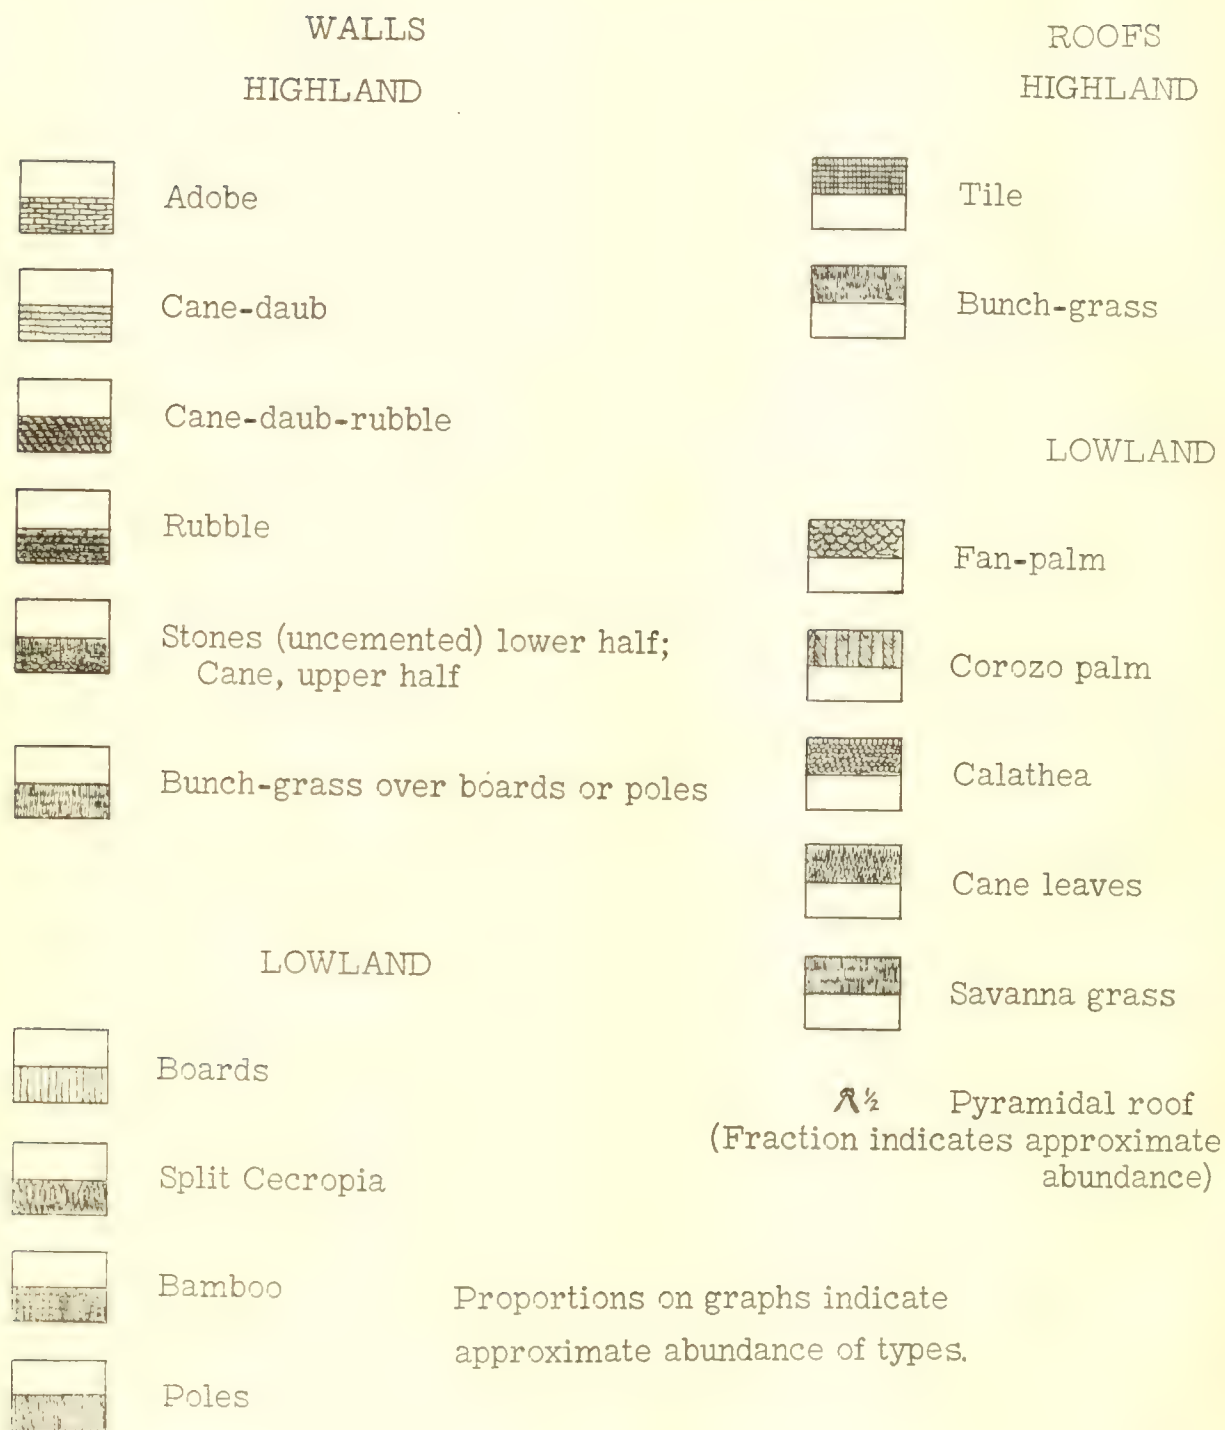 WALLS
HIGHLAND
Adobe
Cane-daub
Cane-daub-rubble
Rubble
Stones (uncemented) lower half;
Cane, upper half
Bunch-grass over boards or poles
LOWLAND
Boards
Split Cecropia
Bamboo
Poles
ROOFS
HIGHLAND
Tile
Bunch-grass
LOWLAND
Fan-palm
Corozo palm
Calathea
Cane leaves
Savanna grass
½ Pyramidal roof
(Fraction indicates approximate
abundance)
Proportions on graphs indicate
approximate abundance of types.